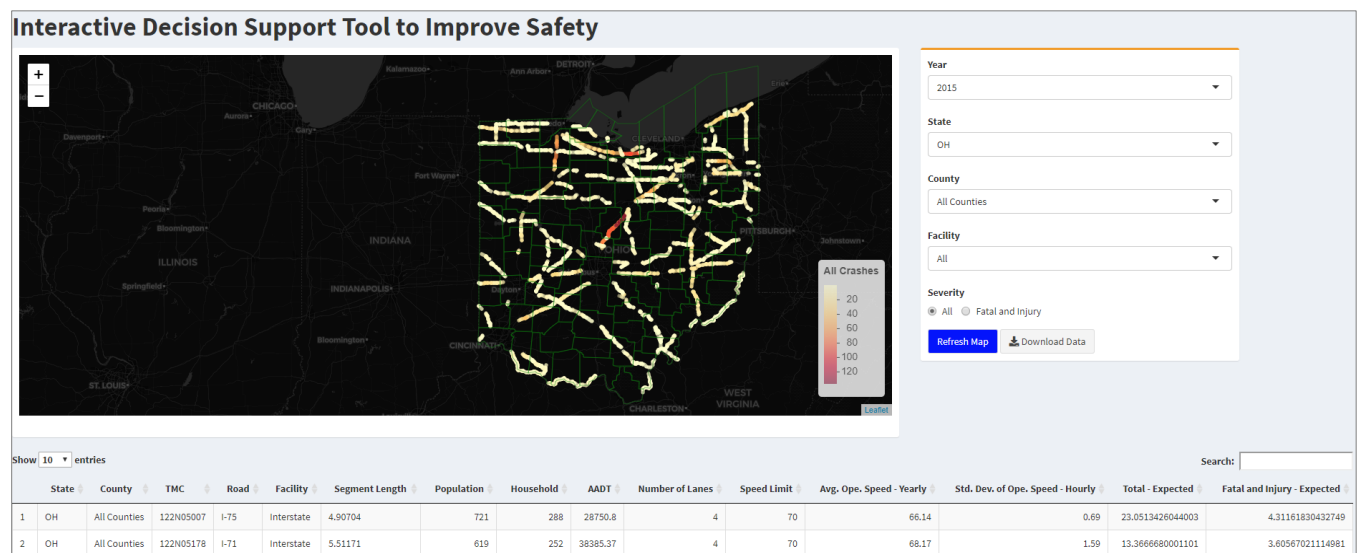 Interactive Decision Support Tool to Improve Safety
+
−
Kalamazoo
Ann Arbor
DETROIT
Erie
CHICAGO
Aurora
Gary
Davenport
CLEVELAND
Fort Wayne
Peoria
Bloomington
INDIANA
OHIO
PITTSBURGH
Johnstown
ILLINOIS
Springfield
INDIANAPOLIS
Dayton
Bloomington
CINCINNATI
ST. LOUIS
WEST
VIRGINIA
CHARLESTON
All Crashes
20
40
60
80
100
120
Leaflet
Year
2015
State
OH
County
All Counties
Facility
All
Severity
All Fatal and Injury
Refresh Map Download Data
Show 10 entries
Search:
State County TMC Road Facility Segment Length Population Household AADT Number of Lanes Speed Limit Avg. Ope. Speed - Yearly Std. Dev. of Ope. Speed - Hourly Total - Expected Fatal and Injury - Expected
1 OH All Counties 122N05007 I-75 Interstate 4.90704 721 288 28750.8 4 70 66.14 0.69 23.0513426044003 4.31161830432749
2 OH All Counties 122N05178 I-71 Interstate 5.51171 619 252 38385.37 4 70 68.17 1.59 13.3666680001101 3.60567021114981